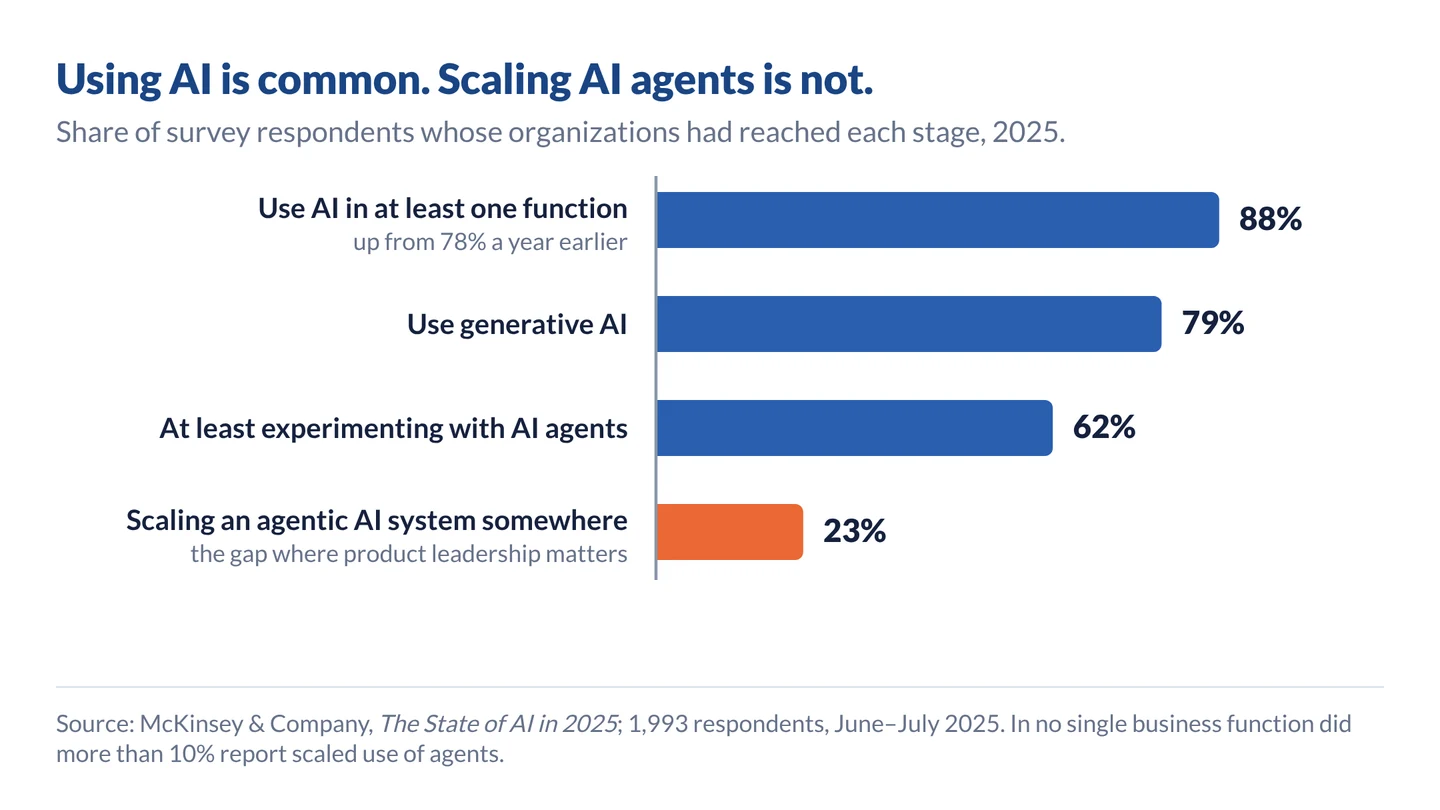 Using AI is common. Scaling AI agents is not.
Share of survey respondents whose organizations had reached each stage, 2025.
Use AI in at least one function
up from 78% a year earlier
88%
Use generative AI
79%
At least experimenting with AI agents
62%
Scaling an agentic AI system somewhere
the gap where product leadership matters
23%
Source: McKinsey & Company, The State of AI in 2025; 1,993 respondents, June–July 2025. In no single business function did
more than 10% report scaled use of agents.